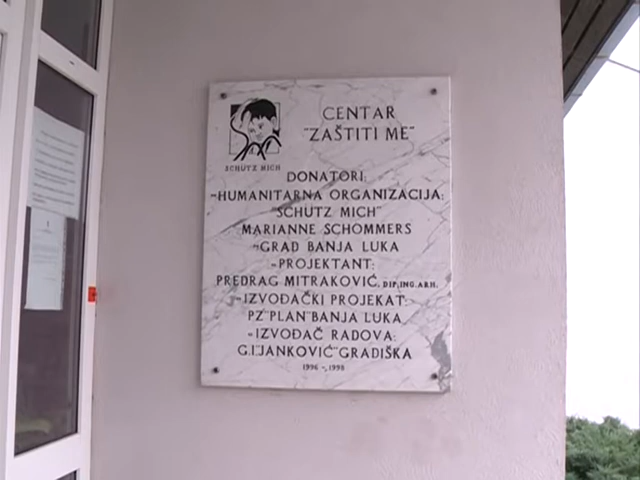 CENTAR
"ZAŠTITI ME"
SCHÜTZ MICH
DONATORI:
-HUMANITARNA ORGANIZACIJA:
"SCHÜTZ MICH"
MARIANNE SCHOMMERS
-GRAD BANJA LUKA
-PROJEKTANT:
PREDRAG MITRAKOVIĆ, DIP.ING.ARH.
-IZVOĐAČKI PROJEKAT:
PZ"PLAN"BANJA LUKA
-IZVOĐAČ RADOVA:
G.I."JANKOVIĆ"GRADIŠKA
1996 -, 1998